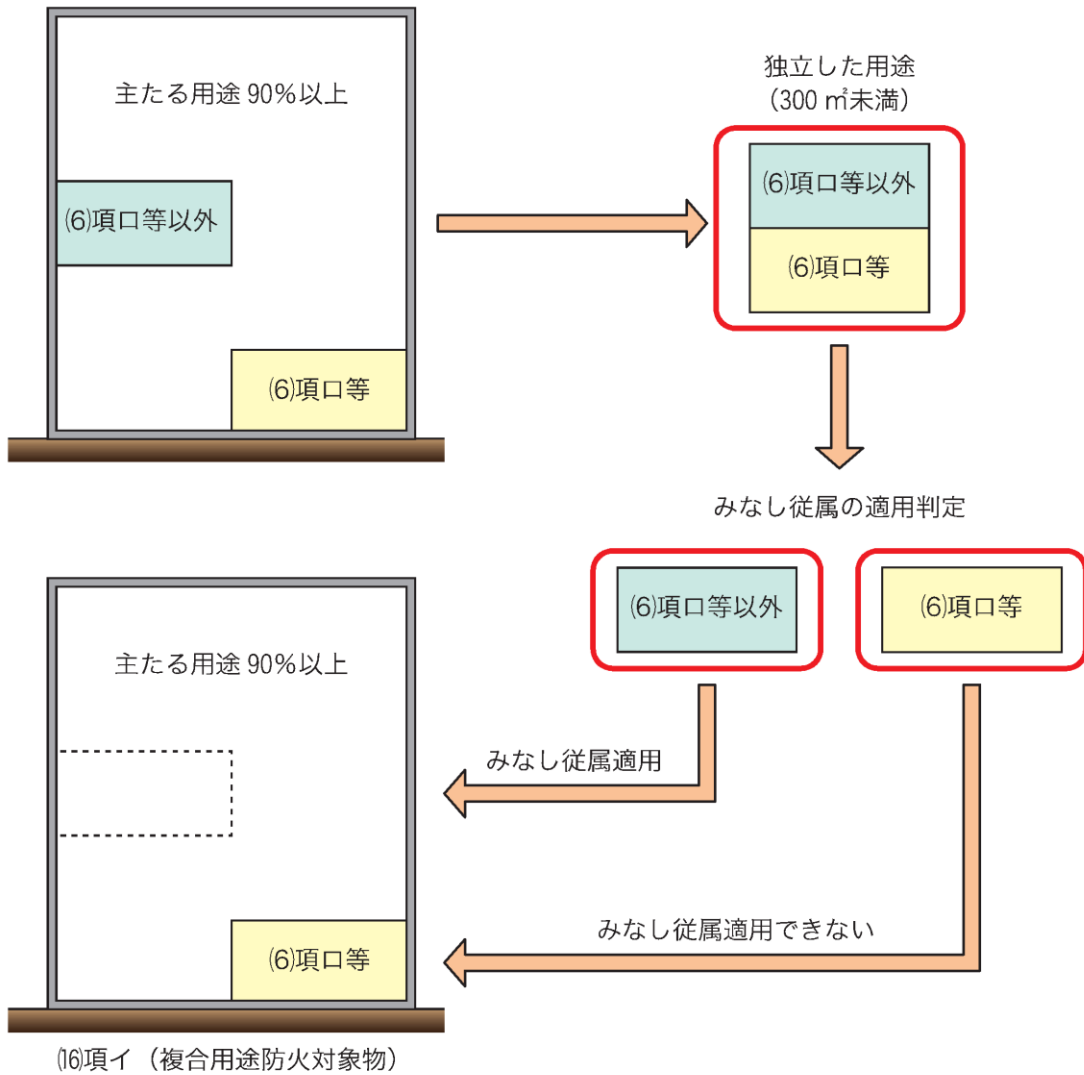 主たる用途 90%以上
⑹項ロ等以外
⑹項ロ等
独立した用途
（300 ㎡未満）
⑹項ロ等以外
⑹項ロ等
みなし従属の適用判定
⑹項ロ等以外
⑹項ロ等
主たる用途 90%以上
みなし従属適用
みなし従属適用できない
⑹項ロ等
⒃項イ（複合用途防火対象物）